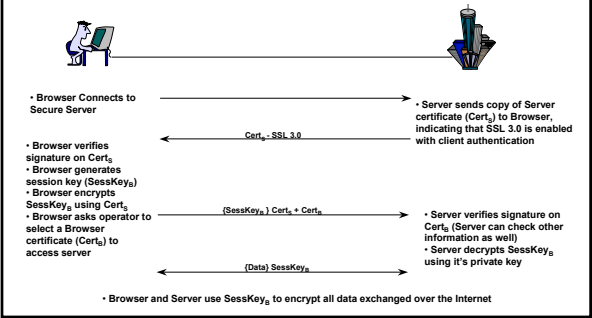 • Browser Connects to
Secure Server
• Server sends copy of Server
certificate (CertS) to Browser,
indicating that SSL 3.0 is enabled
with client authentication
CertS - SSL 3.0
• Browser verifies
signature on CertS
• Browser generates
session key (SessKeyB)
• Browser encrypts
SessKeyB using CertS
• Browser asks operator to
select a Browser
certificate (CertB) to
access server
{SessKeyB } CertS + CertB
• Server verifies signature on
CertB (Server can check other
information as well)
• Server decrypts SessKeyB
using it's private key
{Data} SessKeyB
• Browser and Server use SessKeyB to encrypt all data exchanged over the Internet